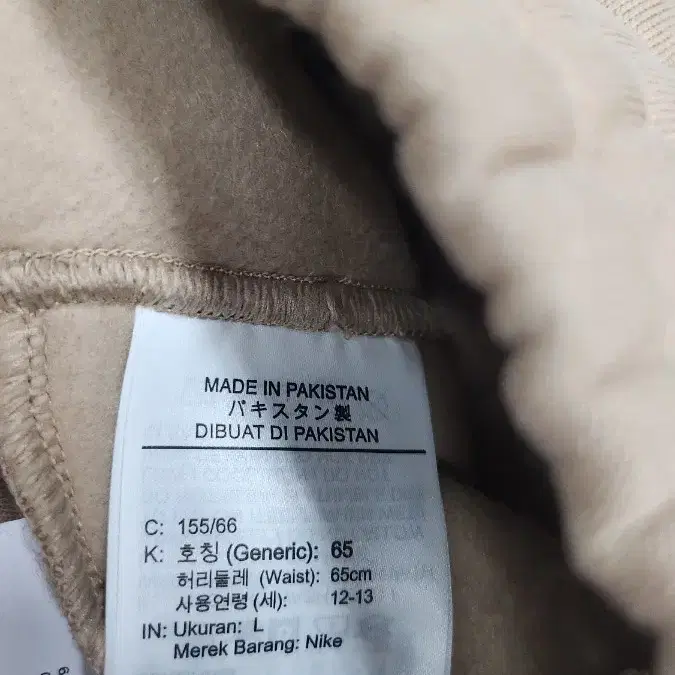 MADE IN PAKISTAN
パキスタン製
DIBUAT DI PAKISTAN
C: 155/66
K: 호칭 (Generic): 65
허리둘레 (Waist): 65cm
사용연령 (세): 12-13
IN: Ukuran: L
Merek Barang: Nike